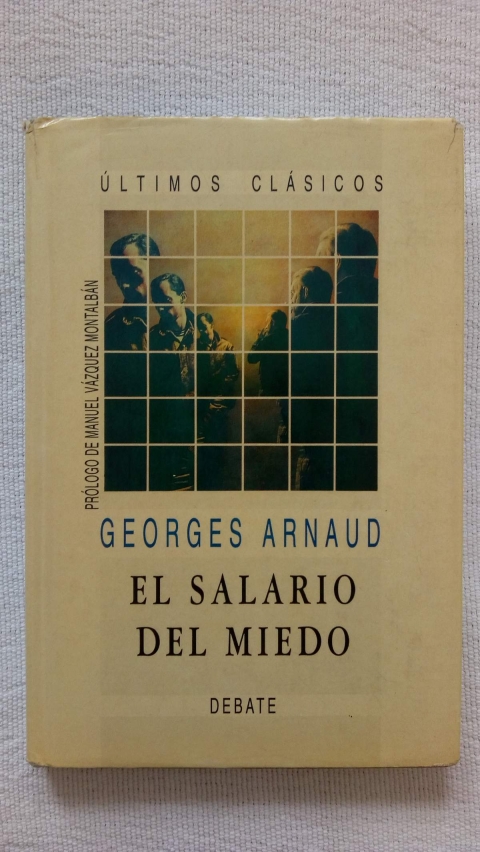 ÚLTIMOS CLÁSICOS
PRÓLOGO DE MANUEL VÁZQUEZ MONTALBÁN
GEORGES ARNAUD
EL SALARIO
DEL MIEDO
DEBATE